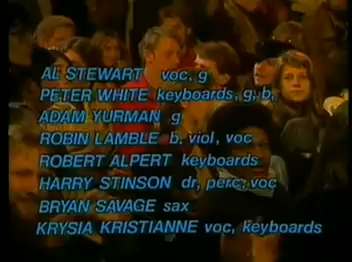 AL STEWART voc, g
PETER WHITE keyboards, g, b,
ADAM YURMAN g
ROBIN LAMBLE b, viol, voc
ROBERT ALPERT keyboards
HARRY STINSON dr, perc, voc
BRYAN SAVAGE sax
KRYSIA KRISTIANNE voc, keyboards